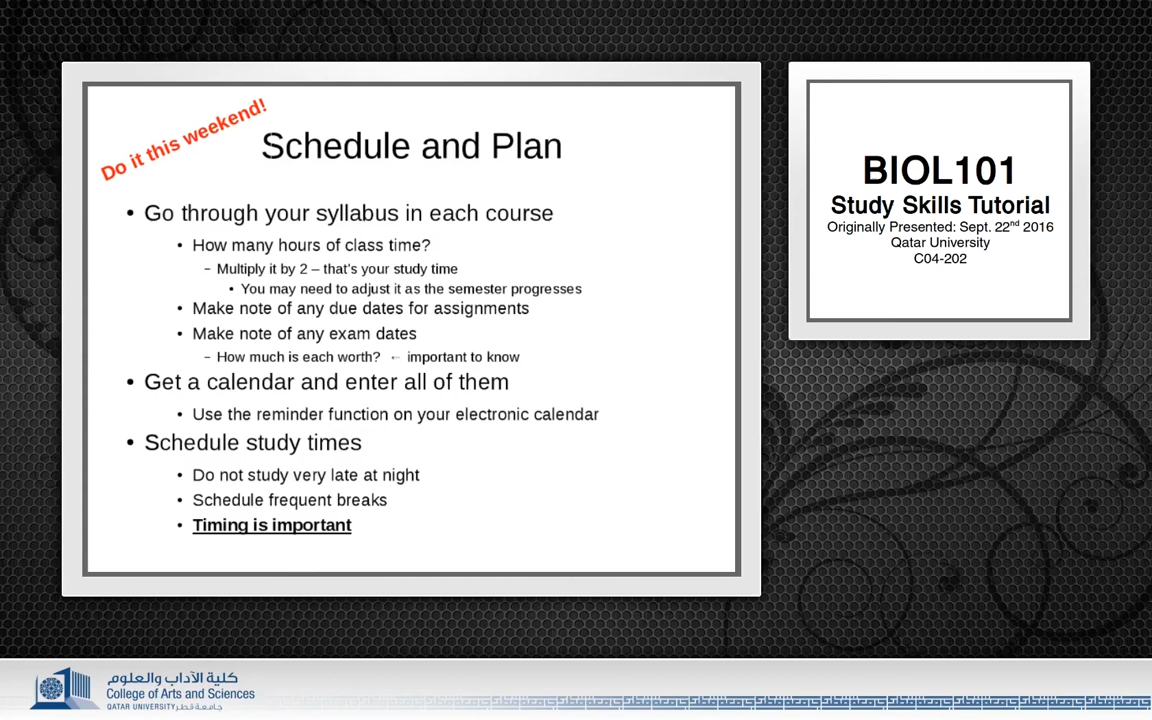 Do it this weekend!
Schedule and Plan
• Go through your syllabus in each course
• How many hours of class time?
– Multiply it by 2 – that's your study time
• You may need to adjust it as the semester progresses
• Make note of any due dates for assignments
• Make note of any exam dates
– How much is each worth? ← important to know
• Get a calendar and enter all of them
• Use the reminder function on your electronic calendar
• Schedule study times
• Do not study very late at night
• Schedule frequent breaks
• Timing is important
BIOL101
Study Skills Tutorial
Originally Presented: Sept. 22nd 2016
Qatar University
C04-202
كلية الآداب والعلوم
College of Arts and Sciences
QATAR UNIVERSITY جامعة قطر